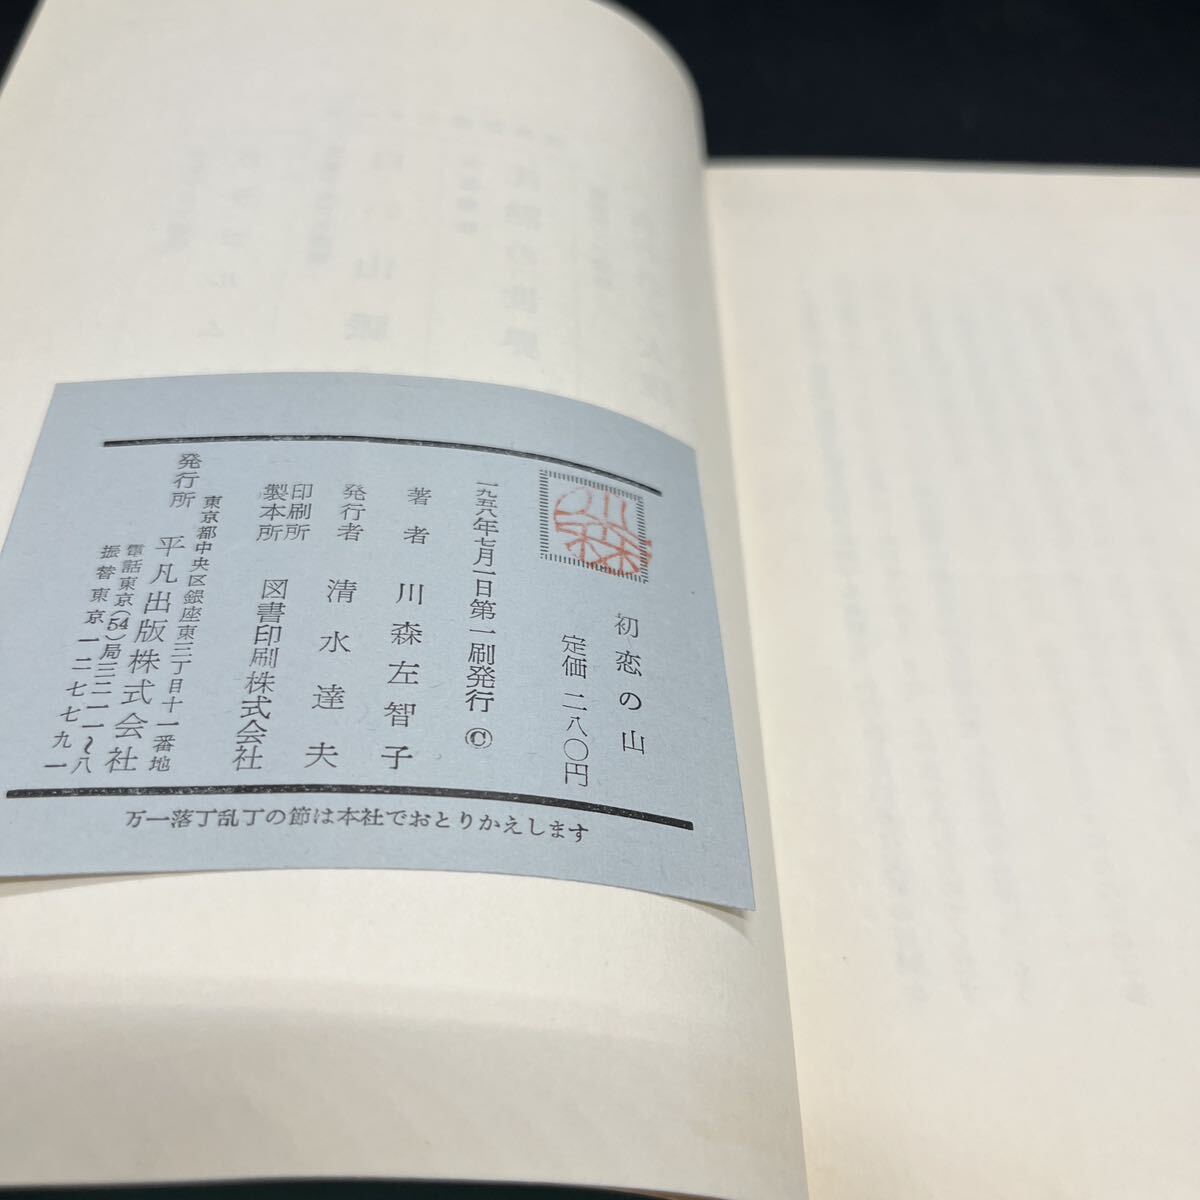 川森
初恋の山
定価 二八〇円
一九五八年七月一日第一刷発行 ©
著者 川森左智子
発行者 清水達夫
印刷所
製本所 図書印刷株式会社
東京都中央区銀座東三丁目十一番地
発行所 平凡出版株式会社
電話東京(54)局三二一一~八
振替東京一二七七九一
万一落丁乱丁の節は本社でおとりかえします